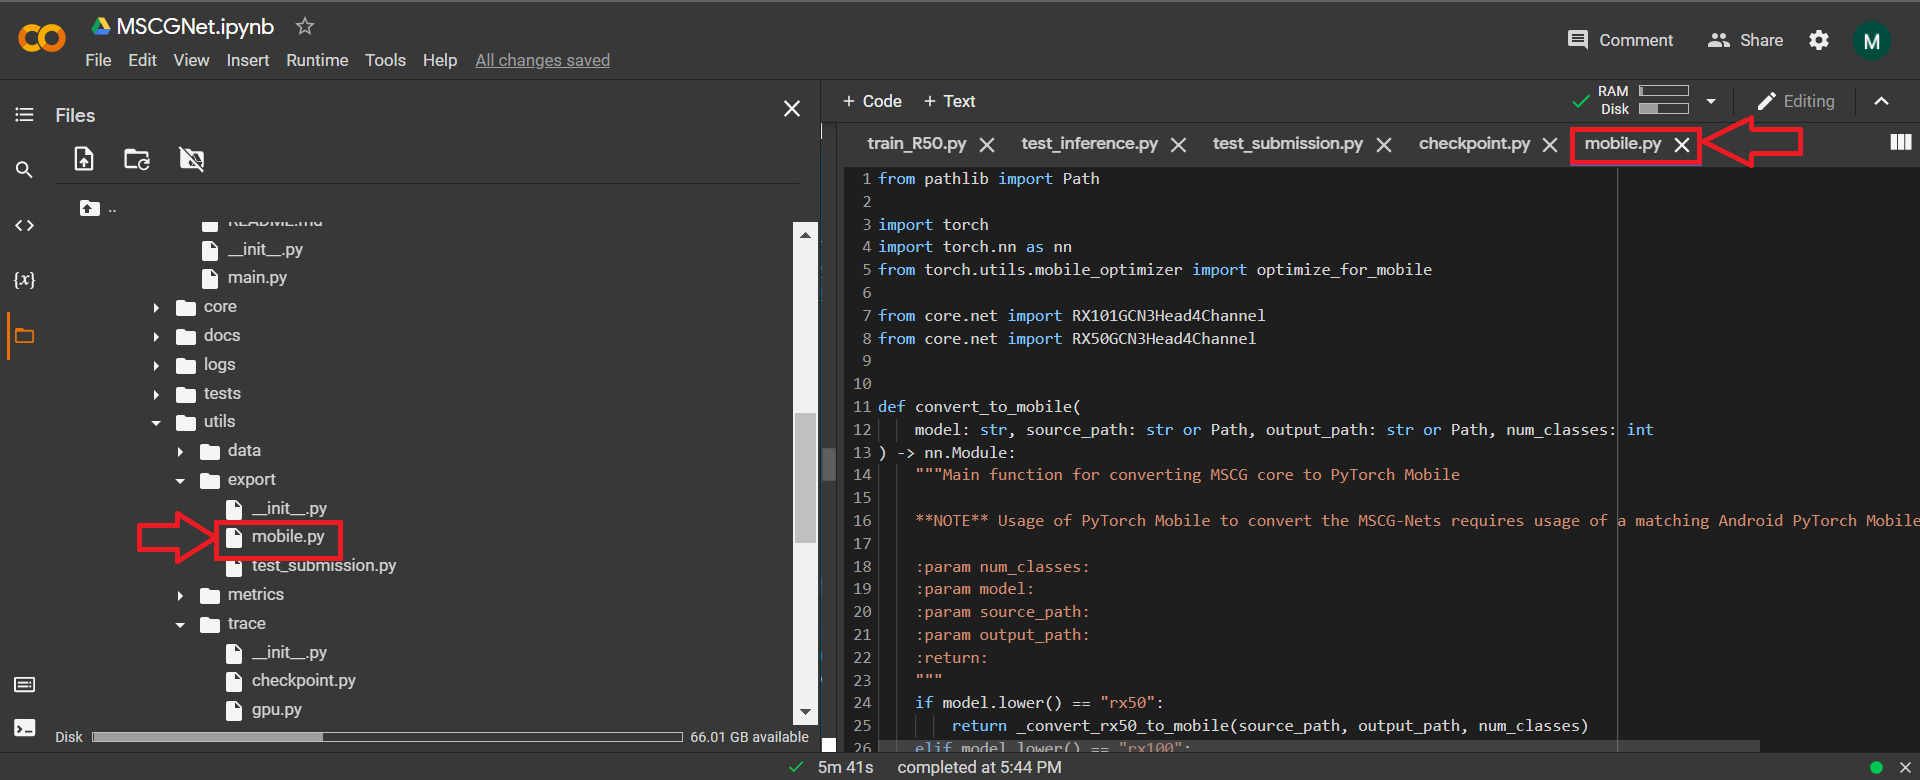 MSCGNet.ipynb
File Edit View Insert Runtime Tools Help All changes saved
Comment Share M
Files
+ Code + Text
RAM
Disk
Editing
train_R50.py test_inference.py test_submission.py checkpoint.py mobile.py
..
README.md
__init__.py
main.py
core
docs
logs
tests
utils
data
export
__init__.py
mobile.py
test_submission.py
metrics
trace
__init__.py
checkpoint.py
gpu.py
Disk 66.01 GB available
1 from pathlib import Path
2
3 import torch
4 import torch.nn as nn
5 from torch.utils.mobile_optimizer import optimize_for_mobile
6
7 from core.net import RX101GCN3Head4Channel
8 from core.net import RX50GCN3Head4Channel
9
10
11 def convert_to_mobile(
12 model: str, source_path: str or Path, output_path: str or Path, num_classes: int
13 ) -> nn.Module:
14 """Main function for converting MSCG core to PyTorch Mobile
15
16 **NOTE** Usage of PyTorch Mobile to convert the MSCG-Nets requires usage of a matching Android PyTorch Mobile
17
18 :param num_classes:
19 :param model:
20 :param source_path:
21 :param output_path:
22 :return:
23 """
24 if model.lower() == "rx50":
25 return _convert_rx50_to_mobile(source_path, output_path, num_classes)
26 elif model.lower() == "rx100":
5m 41s completed at 5:44 PM